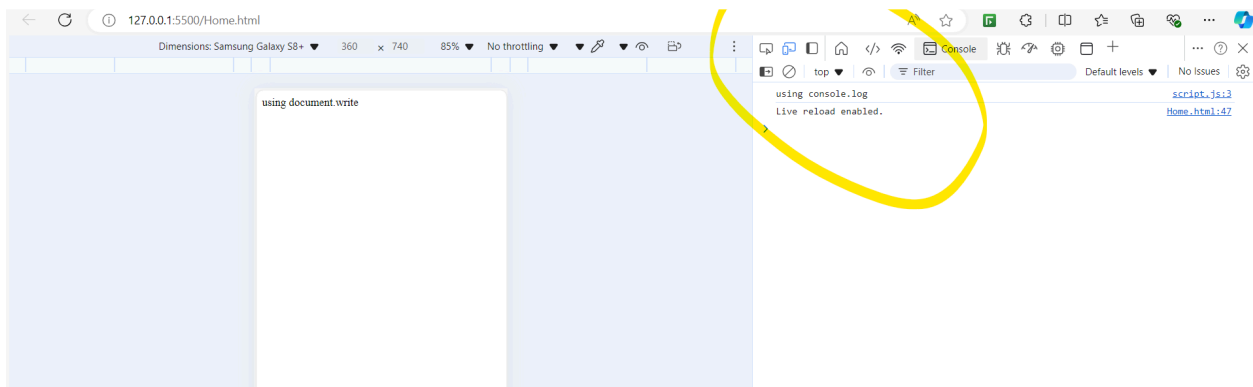 127.0.0.1:5500/Home.html
Dimensions: Samsung Galaxy S8+ 360 x 740 85% No throttling
Console
top Filter Default levels No Issues
using document.write
using console.log script.js:3
Live reload enabled. Home.html:47